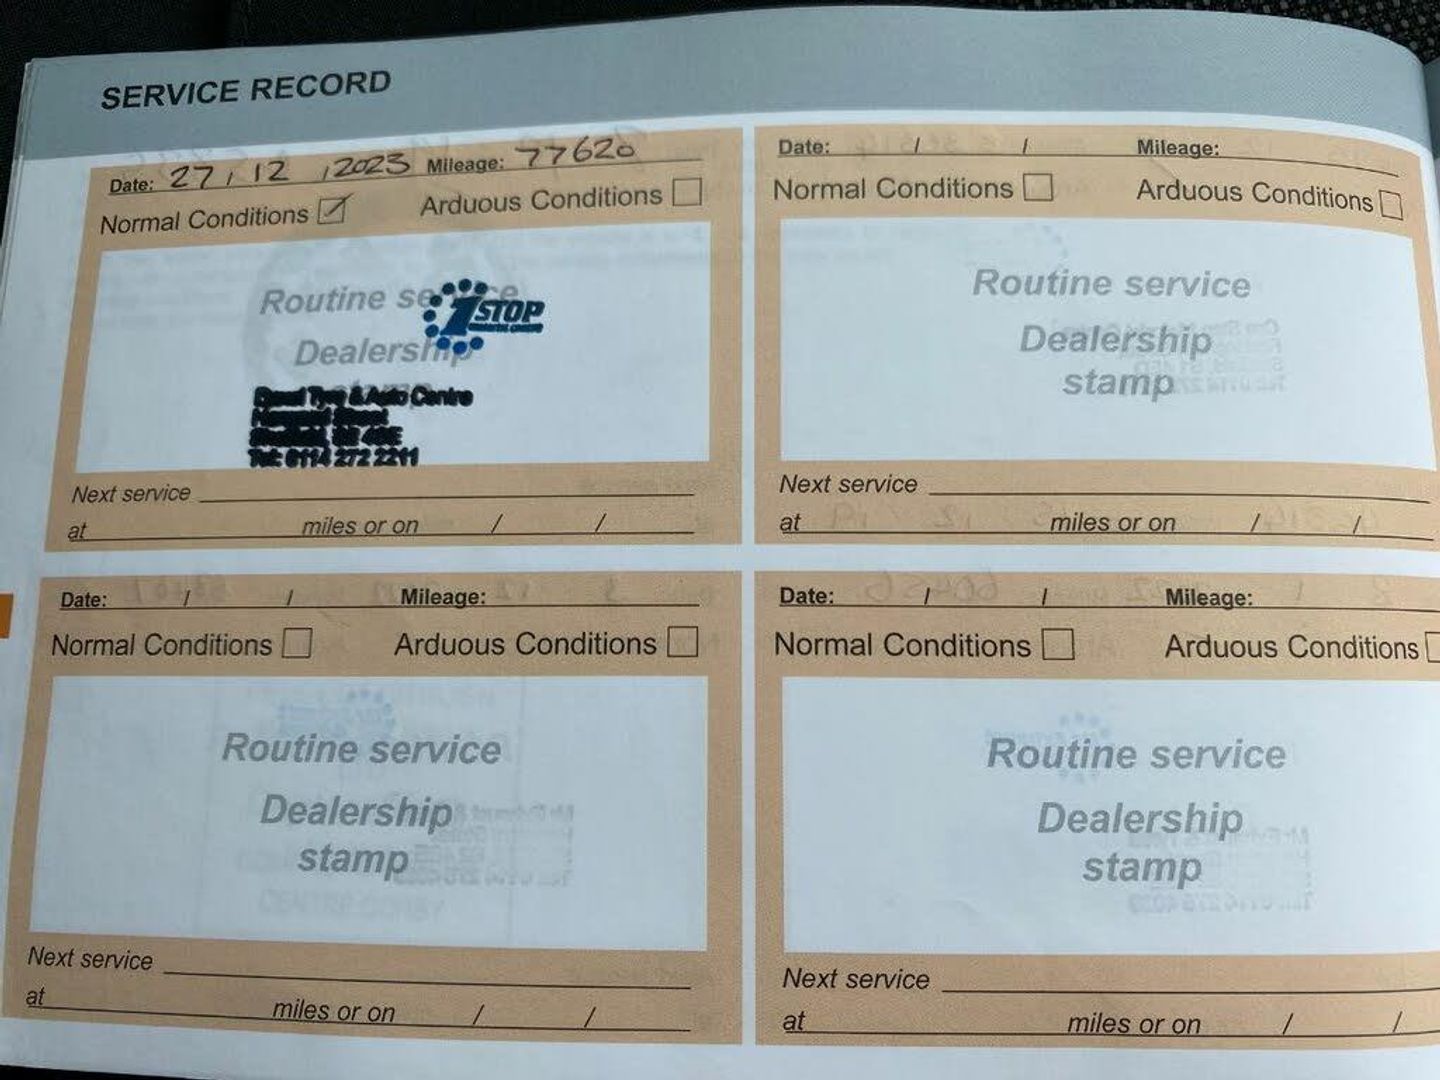 SERVICE RECORD
Date: 27 / 12 / 2023 Mileage: 77620
Normal Conditions Arduous Conditions
Routine service
1STOP
Dealership
Tyre & Auto Centre
Tel: 0114 272 2211
Next service
at miles or on / /
Date: / / Mileage:
Normal Conditions Arduous Conditions
Routine service
Dealership
stamp
Next service
at miles or on / /
Date: / / Mileage:
Normal Conditions Arduous Conditions
Routine service
Dealership
stamp
Next service
at miles or on / /
Date: / / Mileage:
Normal Conditions Arduous Conditions
Routine service
Dealership
stamp
Next service
at miles or on / /